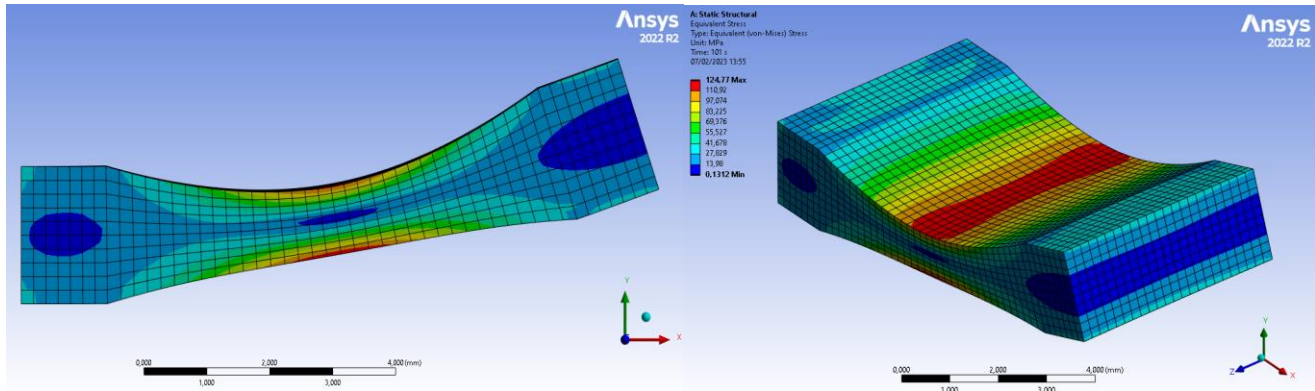 Ansys
2022 R2
0,000
2,000
4,000 (mm)
1,000
3,000
Y
X
A: Static Structural
Equivalent Stress
Type: Equivalent (von-Mises) Stress
Unit: MPa
Time: 101 s
07/02/2023 13:55
124,77 Max
110,92
97,074
83,225
69,376
55,527
41,678
27,829
13,98
0,1312 Min
Ansys
2022 R2
0,000
2,000
4,000 (mm)
1,000
3,000
Y
Z
X